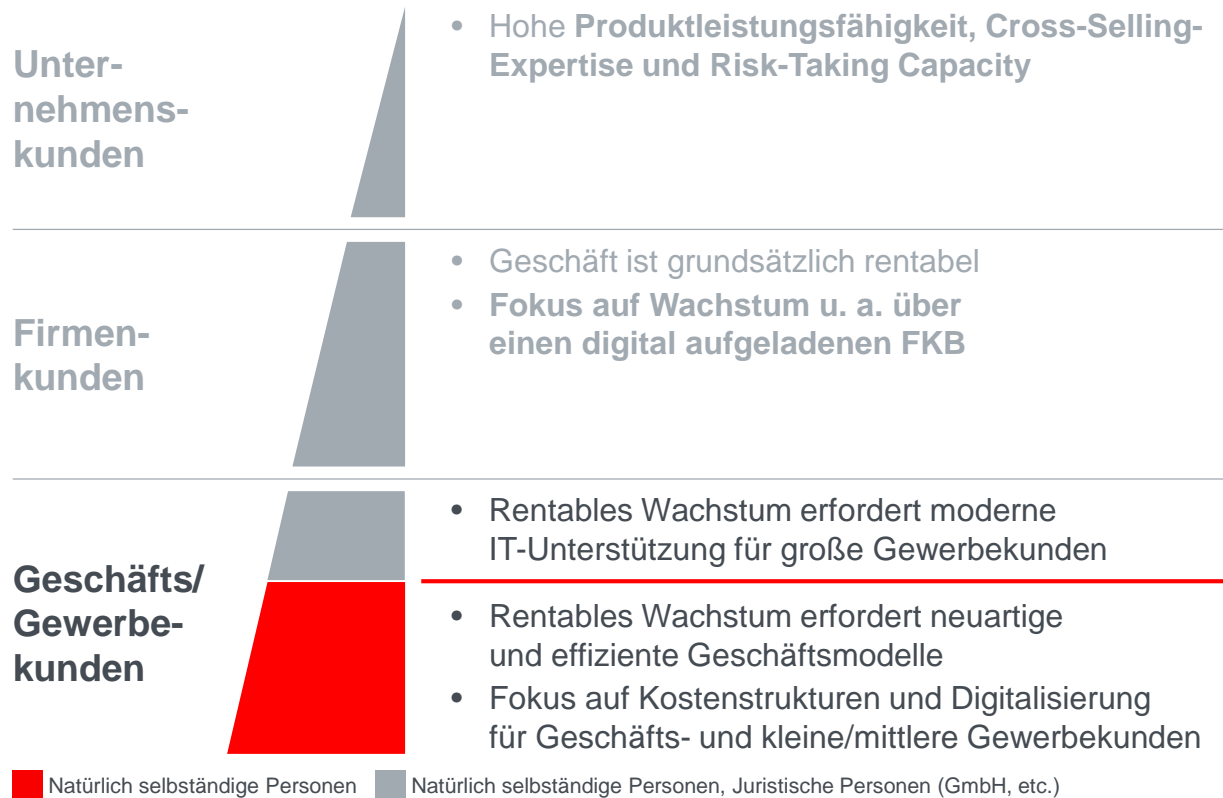 Unter-
nehmens-
kunden
• Hohe Produktleistungsfähigkeit, Cross-Selling-
Expertise und Risk-Taking Capacity
Firmen-
kunden
• Geschäft ist grundsätzlich rentabel
• Fokus auf Wachstum u. a. über
einen digital aufgeladenen FKB
Geschäfts/
Gewerbe-
kunden
• Rentables Wachstum erfordert moderne
IT-Unterstützung für große Gewerbekunden
• Rentables Wachstum erfordert neuartige
und effiziente Geschäftsmodelle
• Fokus auf Kostenstrukturen und Digitalisierung
für Geschäfts- und kleine/mittlere Gewerbekunden
Natürlich selbständige Personen Natürlich selbständige Personen, Juristische Personen (GmbH, etc.)